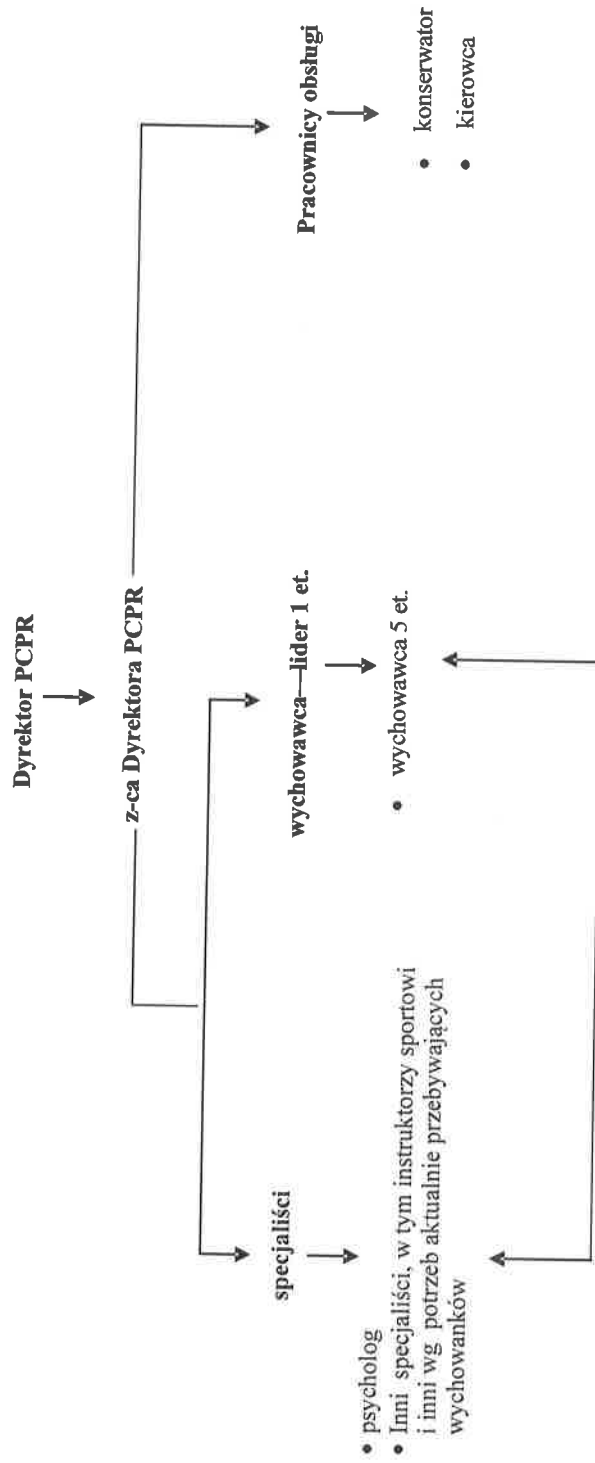 Dyrektor PCPR
z-ca Dyrektora PCPR
specjaliści
• psycholog
• Inni specjaliści, w tym instruktorzy sportowi
i inni wg potrzeb aktualnie przebywających
wychowanków
wychowawca—lider 1 et.
• wychowawca 5 et.
Pracownicy obsługi
• konserwator
• kierowca